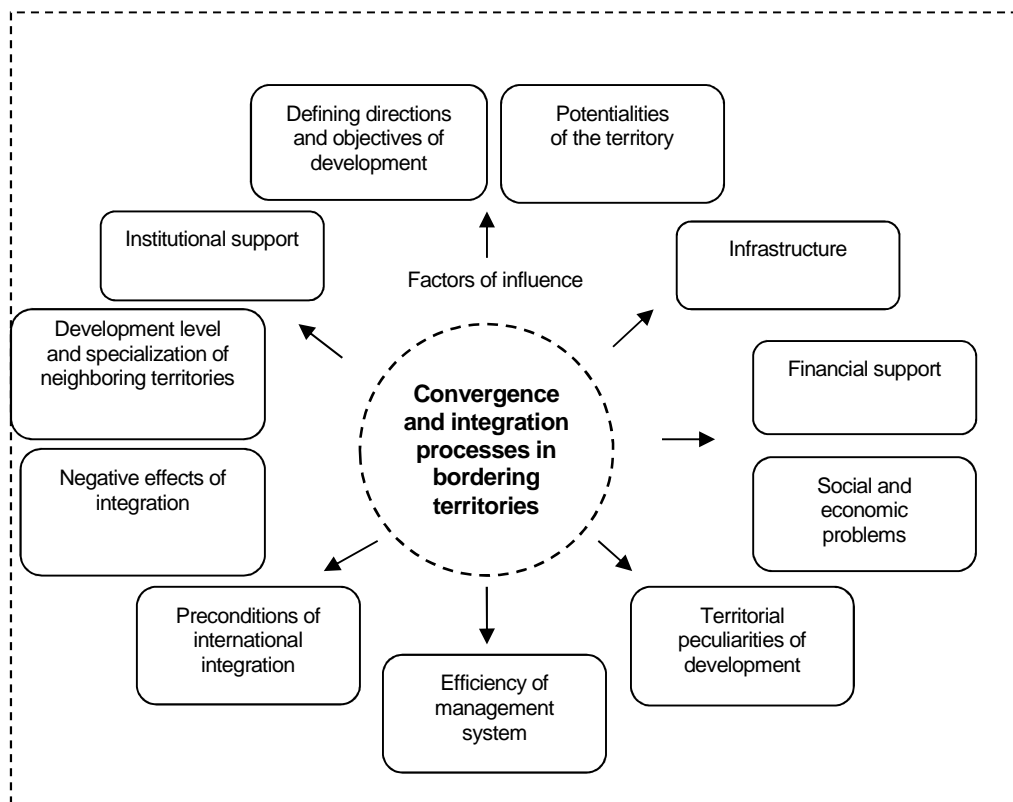 Defining directions
and objectives of
development
Potentialities
of the territory
Institutional support
Infrastructure
Factors of influence
Development level
and specialization of
neighboring territories
Financial support
Convergence
and integration
processes in
bordering
territories
Negative effects of
integration
Social and
economic
problems
Preconditions of
international
integration
Territorial
peculiarities of
development
Efficiency of
management
system